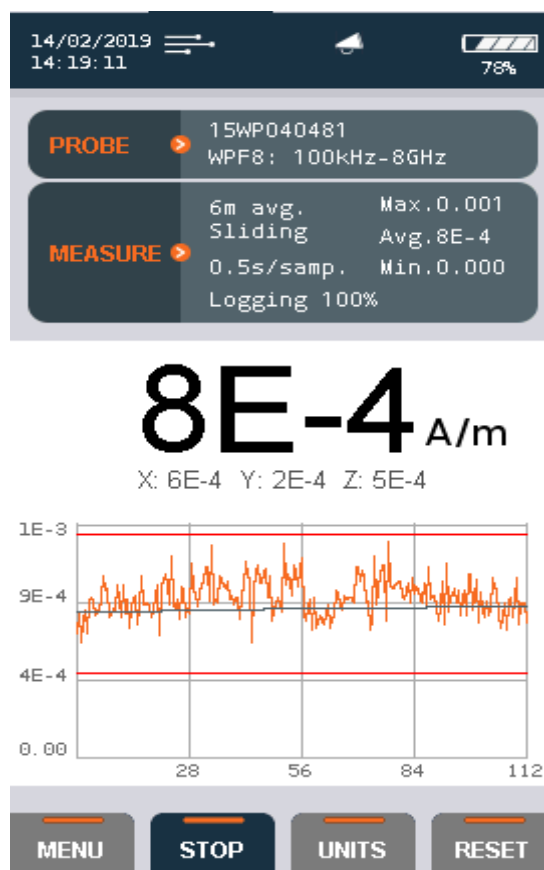 14/02/2019
14:19:11
78%
PROBE
15WP040481
WPF8: 100kHz-8GHz
MEASURE
6m avg. Max.0.001
Sliding Avg.8E-4
0.5s/samp. Min.0.000
Logging 100%
8E-4 A/m
X: 6E-4 Y: 2E-4 Z: 5E-4
1E-3
9E-4
4E-4
0.00
28 56 84 112
MENU STOP UNITS RESET